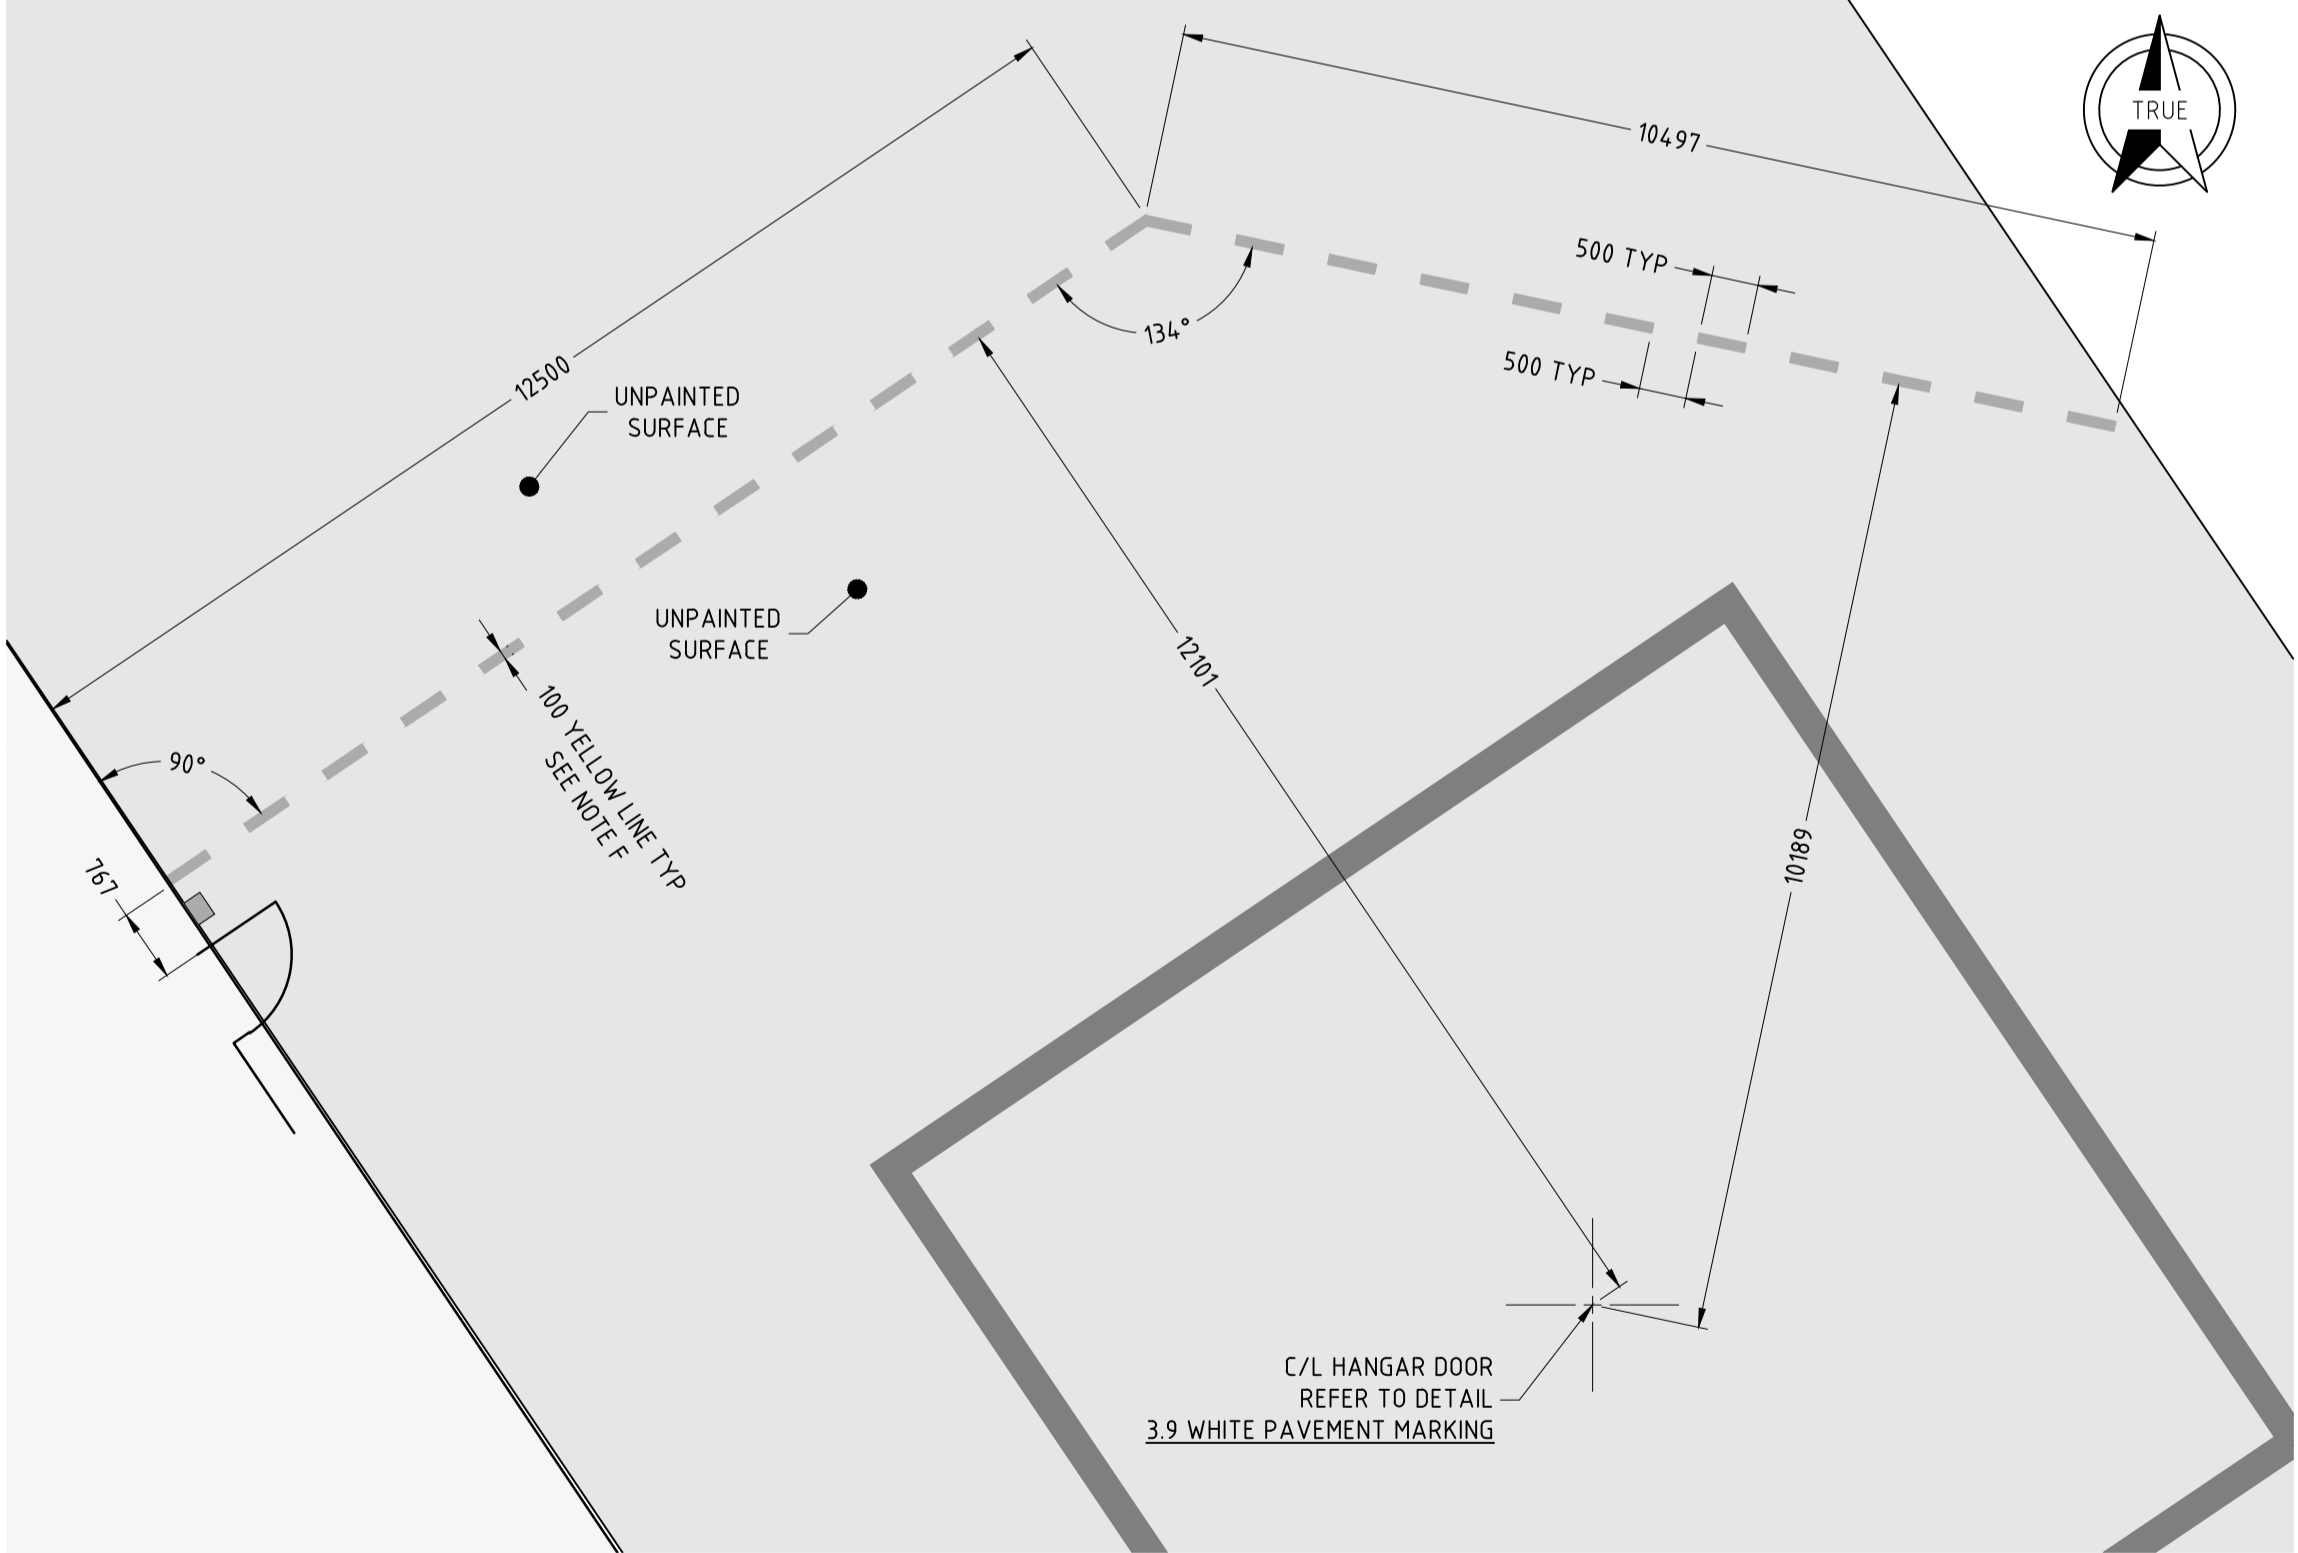 10497
TRUE
500 TYP
134°
12500
500 TYP
UNPAINTED
SURFACE
UNPAINTED
SURFACE
12101
100 YELLOW LINE TYP
SEE NOTE F
90°
767
10189
C/L HANGAR DOOR
REFER TO DETAIL
3.9 WHITE PAVEMENT MARKING